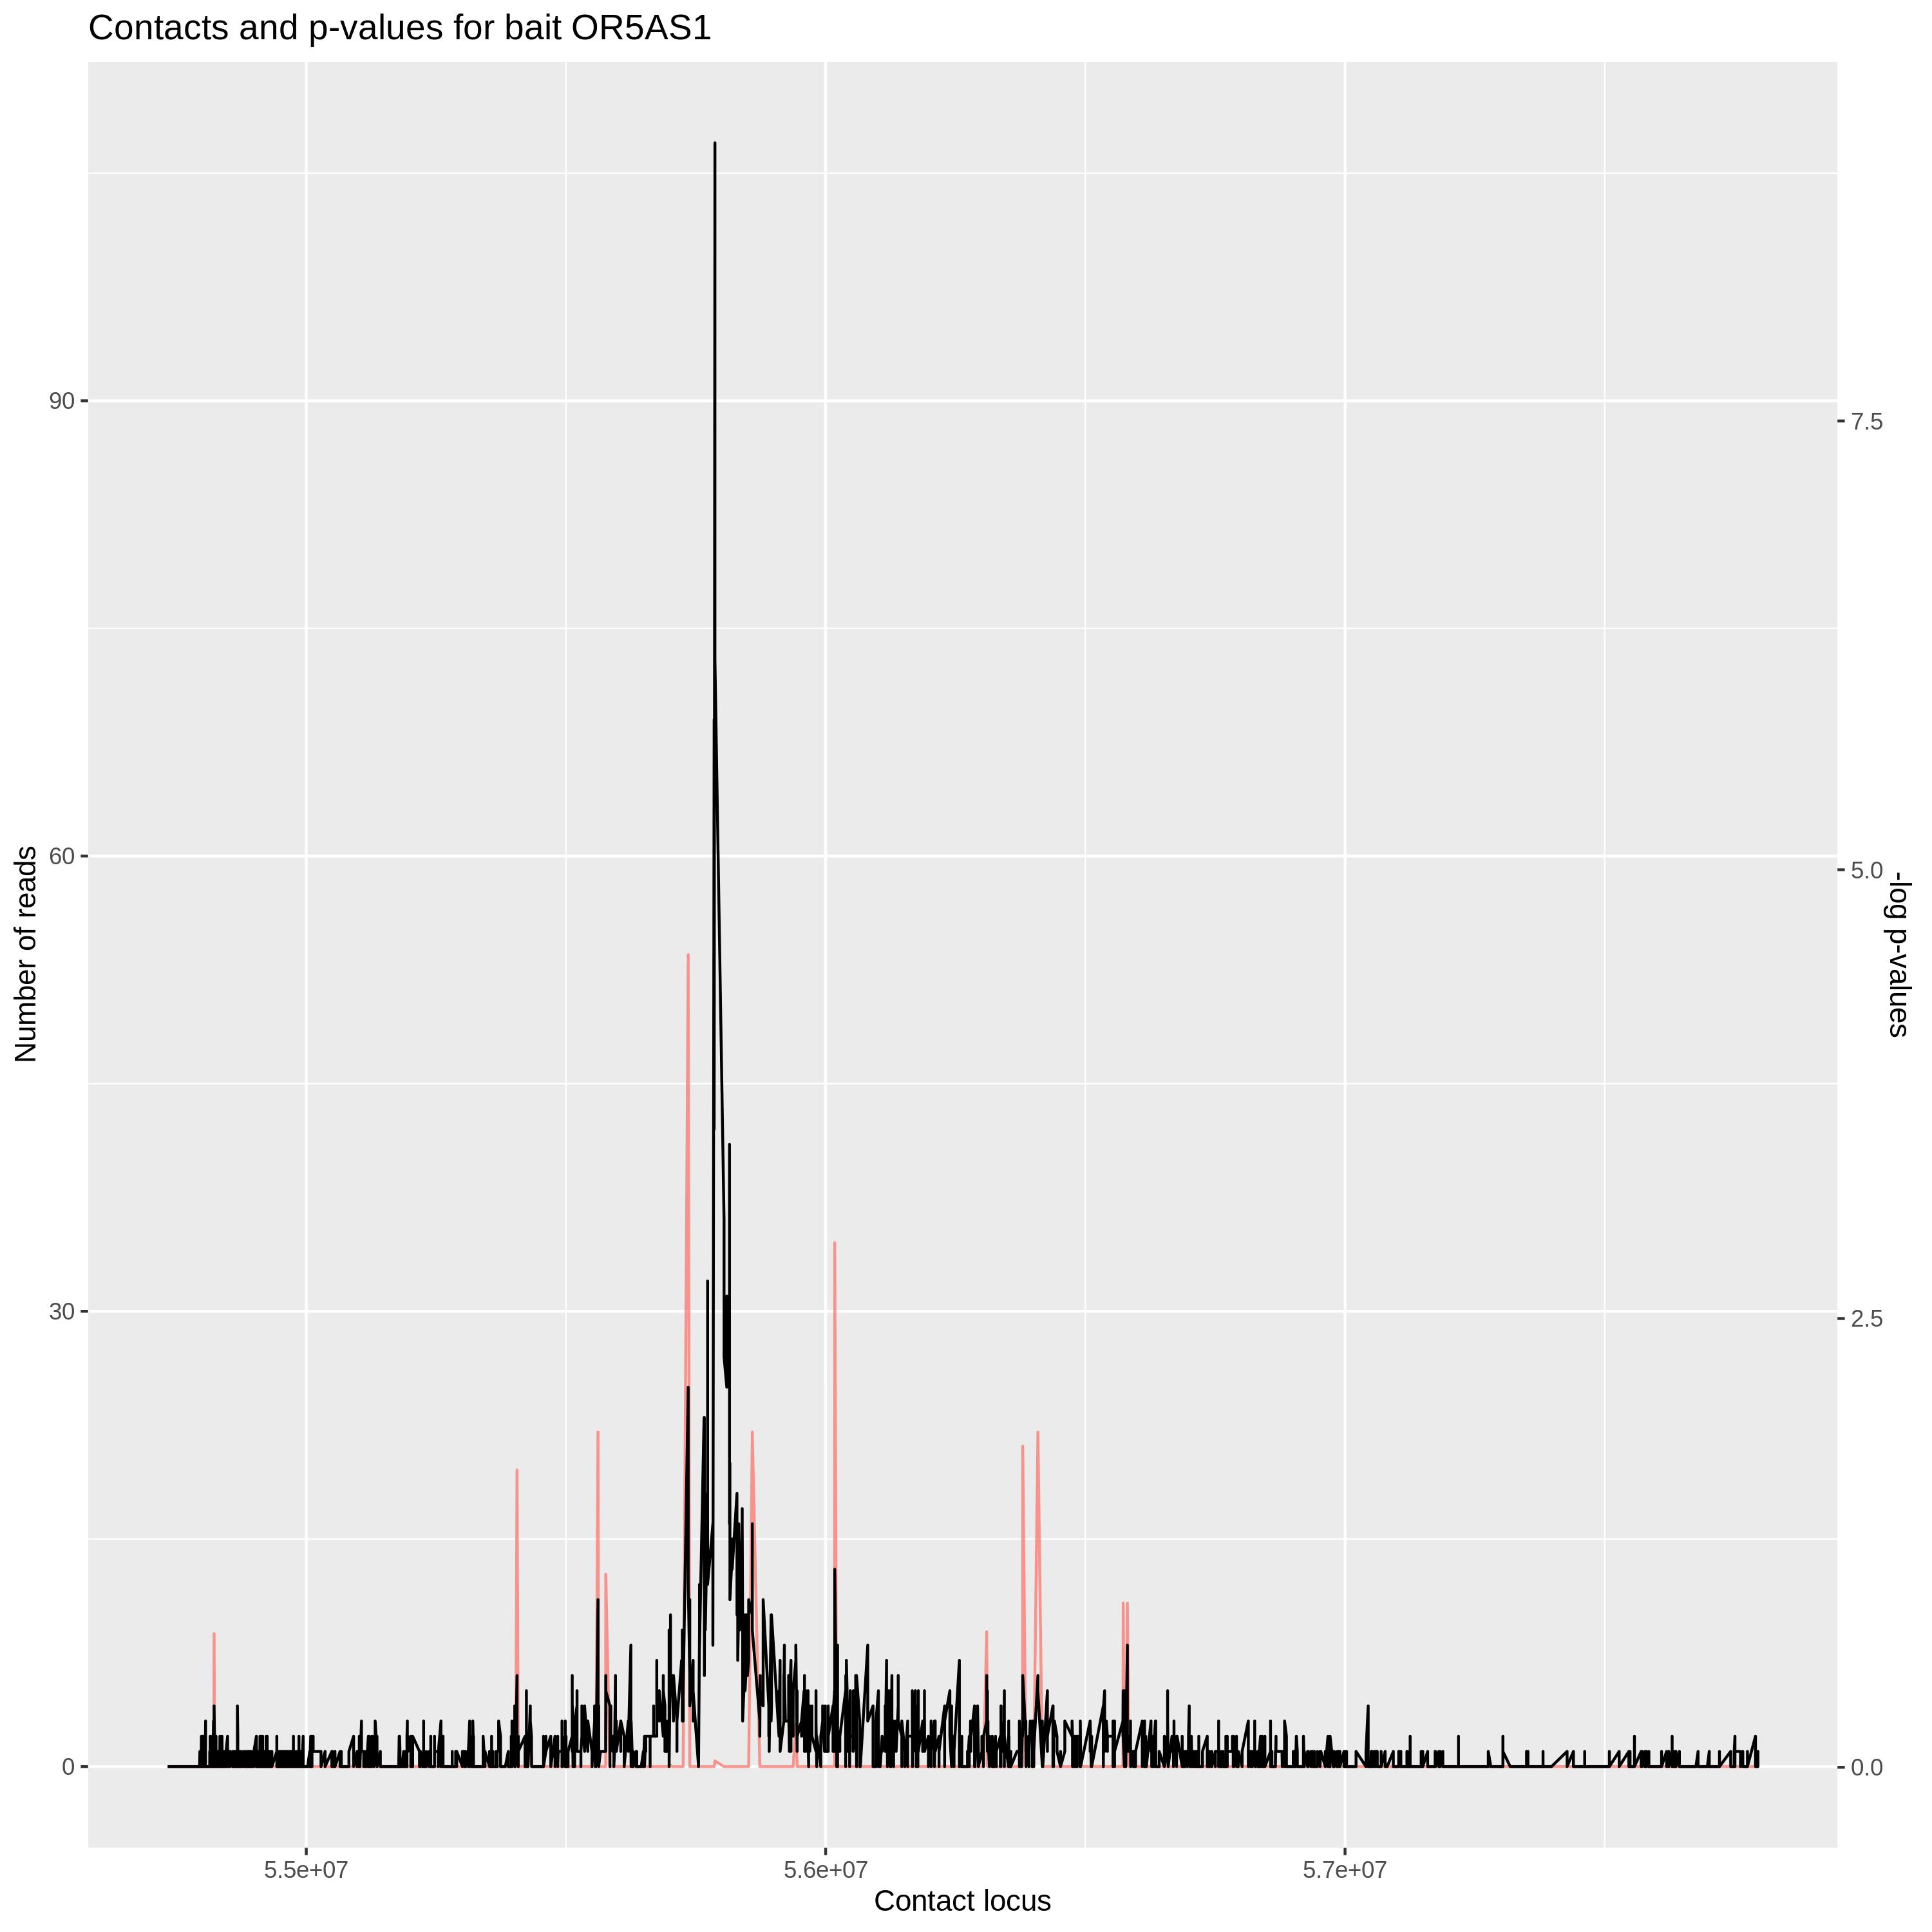 Contacts and p-values for bait OR5AS1
Number of reads
90
60
30
0
7.5
5.0
2.5
0.0
-log p-values
5.5e+07
5.6e+07
5.7e+07
Contact locus